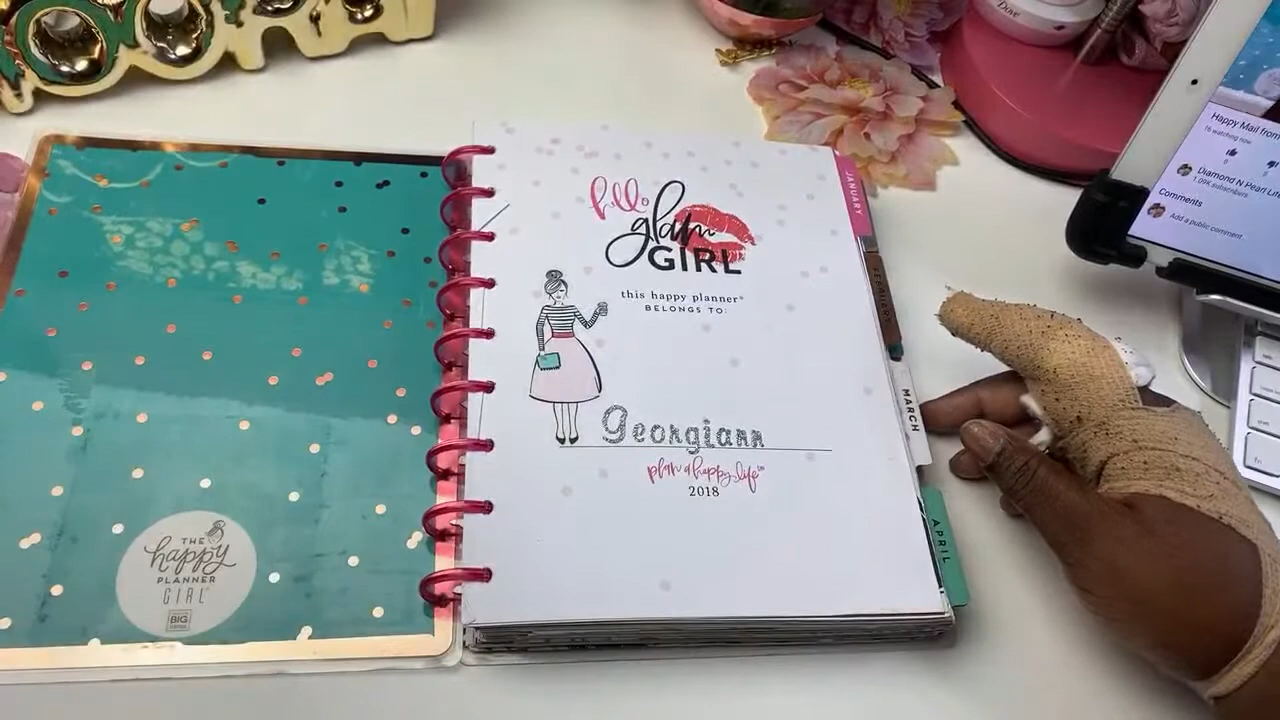 THE
happy
PLANNER
GIRL
BIG
hello
glam
GIRL
this happy planner®
BELONGS TO:
Georgiann
plan a happy life™
2018
JANUARY
FEBRUARY
MARCH
APRIL
Dove
Happy Mail from
16 watching now
Diamond N Pearl
1.09K subscribers
Comments
Add a public comment